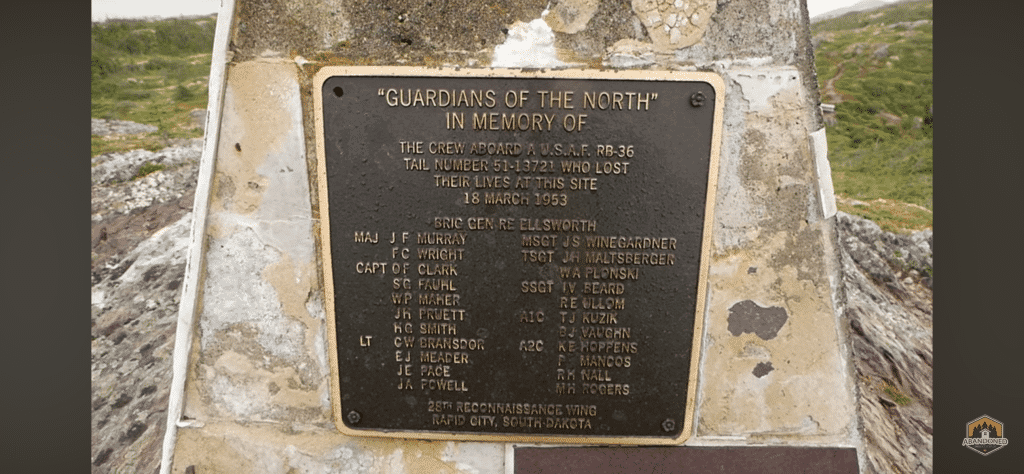 "GUARDIANS OF THE NORTH"
IN MEMORY OF
THE CREW ABOARD A U.S.A.F. RB-36
TAIL NUMBER 51-13721 WHO LOST
THEIR LIVES AT THIS SITE
18 MARCH 1953
BRIG GEN RE ELLSWORTH
MAJ J F MURRAY
F C WRIGHT
CAPT O F CLARK
S G FAUHL
W P MAHER
J H PRUETT
H G SMITH
LT C W BRANSDOR
E J MEADER
J E PACE
J A POWELL
MSGT J S WINEGARDNER
TSGT J H MALTSBERGER
W A PLONSKI
SSGT I V BEARD
R E ULLOM
A1C T J KUZIK
B J VAUGHN
A2C K E HOPPENS
P MANCOS
R H NALL
M H ROGERS
28TH RECONNAISSANCE WING
RAPID CITY, SOUTH-DAKOTA
ABANDONED